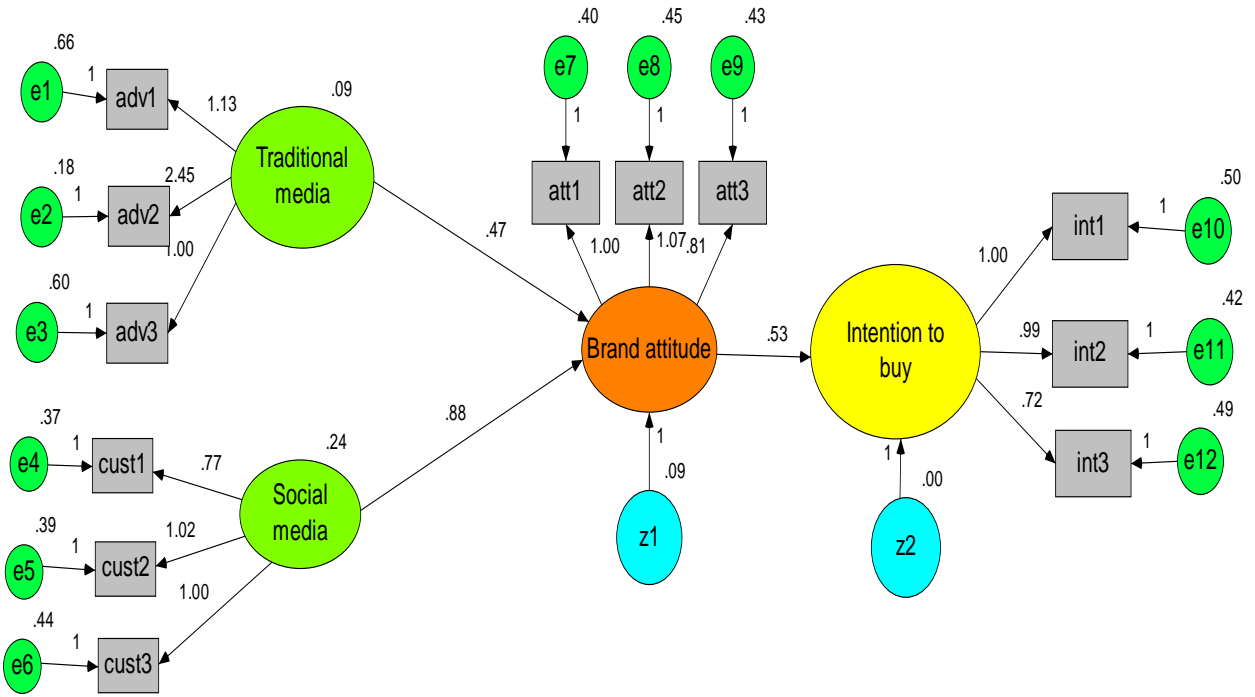 .66
e1
1
adv1
1.13
.09
Traditional
media
.18
e2
1
adv2
2.45
.60
e3
1
adv3
1.00
.47
.37
e4
1
cust1
.77
.24
Social
media
.39
e5
1
cust2
1.02
.44
e6
1
cust3
1.00
.88
.40
e7
1
att1
1.00
.45
e8
1
att2
1.07
.43
e9
1
att3
.81
Brand attitude
1
.09
z1
.53
Intention to
buy
1
.00
z2
1.00
int1
1
.50
e10
.99
int2
1
.42
e11
.72
int3
1
.49
e12